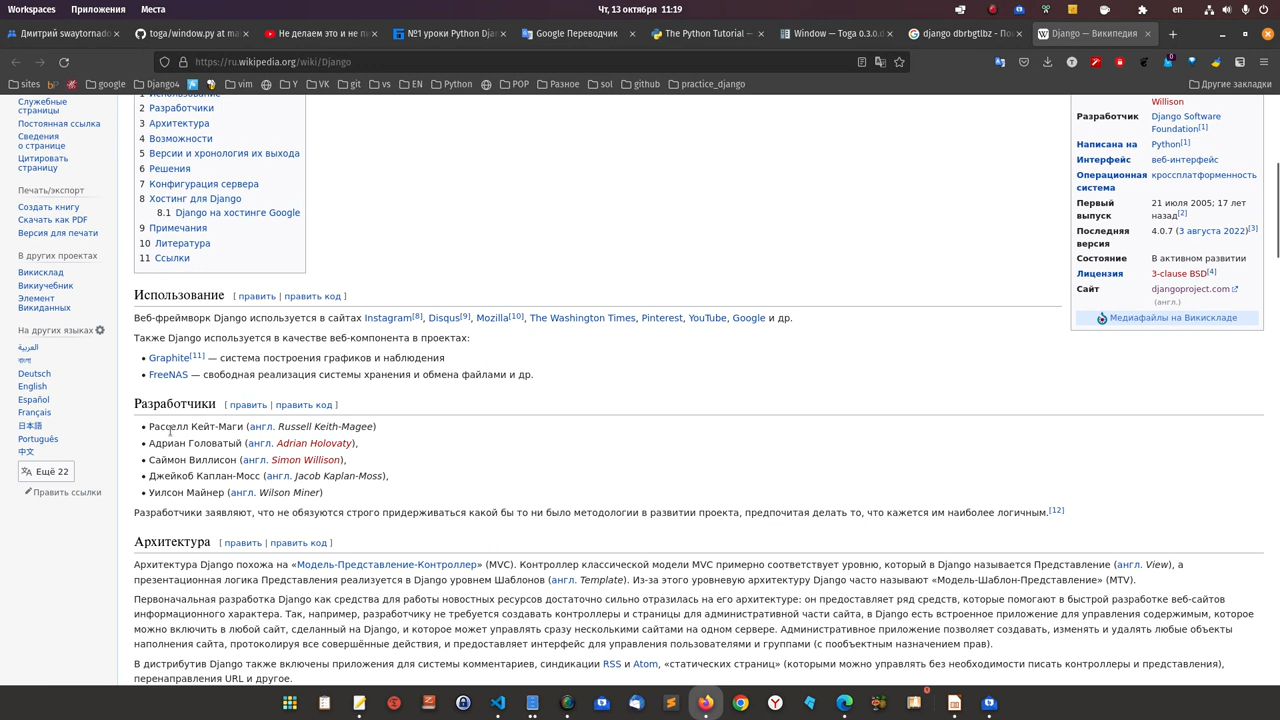 Workspaces Приложения Места Чт, 13 октября 11:19 en
Дмитрий swaytornado
toga/window.py at ma
Не делаем это и не па
№1 уроки Python Dja
Google Переводчик
The Python Tutorial —
Window — Toga 0.3.0.d
django dbrbgtlbz - По
Django — Википедия
https://ru.wikipedia.org/wiki/Django
sites google Django4 vim Y VK git vs EN Python POP Разное sol github practice_django Другие закладки
Служебные
страницы
Постоянная ссылка
Сведения
о странице
Цитировать
страницу
Печать/экспорт
Создать книгу
Скачать как PDF
Версия для печати
В других проектах
Викисклад
Викиучебник
Элемент
Викиданных
На других языках
العربية
বাংলা
Deutsch
English
Español
Français
日本語
Português
中文
Ещё 22
Править ссылки
1 Использование
2 Разработчики
3 Архитектура
4 Возможности
5 Версии и хронология их выхода
6 Решения
7 Конфигурация сервера
8 Хостинг для Django
8.1 Django на хостинге Google
9 Примечания
10 Литература
11 Ссылки
Willison
Разработчик Django Software
Foundation[1]
Написана на Python[1]
Интерфейс веб-интерфейс
Операционная кроссплатформенность
система
Первый 21 июля 2005; 17 лет
выпуск назад[2]
Последняя 4.0.7 (3 августа 2022)[3]
версия
Состояние В активном развитии
Лицензия 3-clause BSD[4]
Сайт djangoproject.com
(англ.)
Медиафайлы на Викискладе
Использование [ править | править код ]
Веб-фреймворк Django используется в сайтах Instagram[8], Disqus[9], Mozilla[10], The Washington Times, Pinterest, YouTube, Google и др.
Также Django используется в качестве веб-компонента в проектах:
• Graphite[11] — система построения графиков и наблюдения
• FreeNAS — свободная реализация системы хранения и обмена файлами и др.
Разработчики [ править | править код ]
• Расселл Кейт-Маги (англ. Russell Keith-Magee)
• Адриан Головатый (англ. Adrian Holovaty),
• Саймон Виллисон (англ. Simon Willison),
• Джейкоб Каплан-Мосс (англ. Jacob Kaplan-Moss),
• Уилсон Майнер (англ. Wilson Miner)
Разработчики заявляют, что не обязуются строго придерживаться какой бы то ни было методологии в развитии проекта, предпочитая делать то, что кажется им наиболее логичным.[12]
Архитектура [ править | править код ]
Архитектура Django похожа на «Модель-Представление-Контроллер» (MVC). Контроллер классической модели MVC примерно соответствует уровню, который в Django называется Представление (англ. View), а
презентационная логика Представления реализуется в Django уровнем Шаблонов (англ. Template). Из-за этого уровневую архитектуру Django часто называют «Модель-Шаблон-Представление» (MTV).
Первоначальная разработка Django как средства для работы новостных ресурсов достаточно сильно отразилась на его архитектуре: он предоставляет ряд средств, которые помогают в быстрой разработке веб-сайтов
информационного характера. Так, например, разработчику не требуется создавать контроллеры и страницы для административной части сайта, в Django есть встроенное приложение для управления содержимым, которое
можно включить в любой сайт, сделанный на Django, и которое может управлять сразу несколькими сайтами на одном сервере. Административное приложение позволяет создавать, изменять и удалять любые объекты
наполнения сайта, протоколируя все совершённые действия, и предоставляет интерфейс для управления пользователями и группами (с пообъектным назначением прав).
В дистрибутив Django также включены приложения для системы комментариев, синдикации RSS и Atom, «статических страниц» (которыми можно управлять без необходимости писать контроллеры и представления),
перенаправления URL и другое.